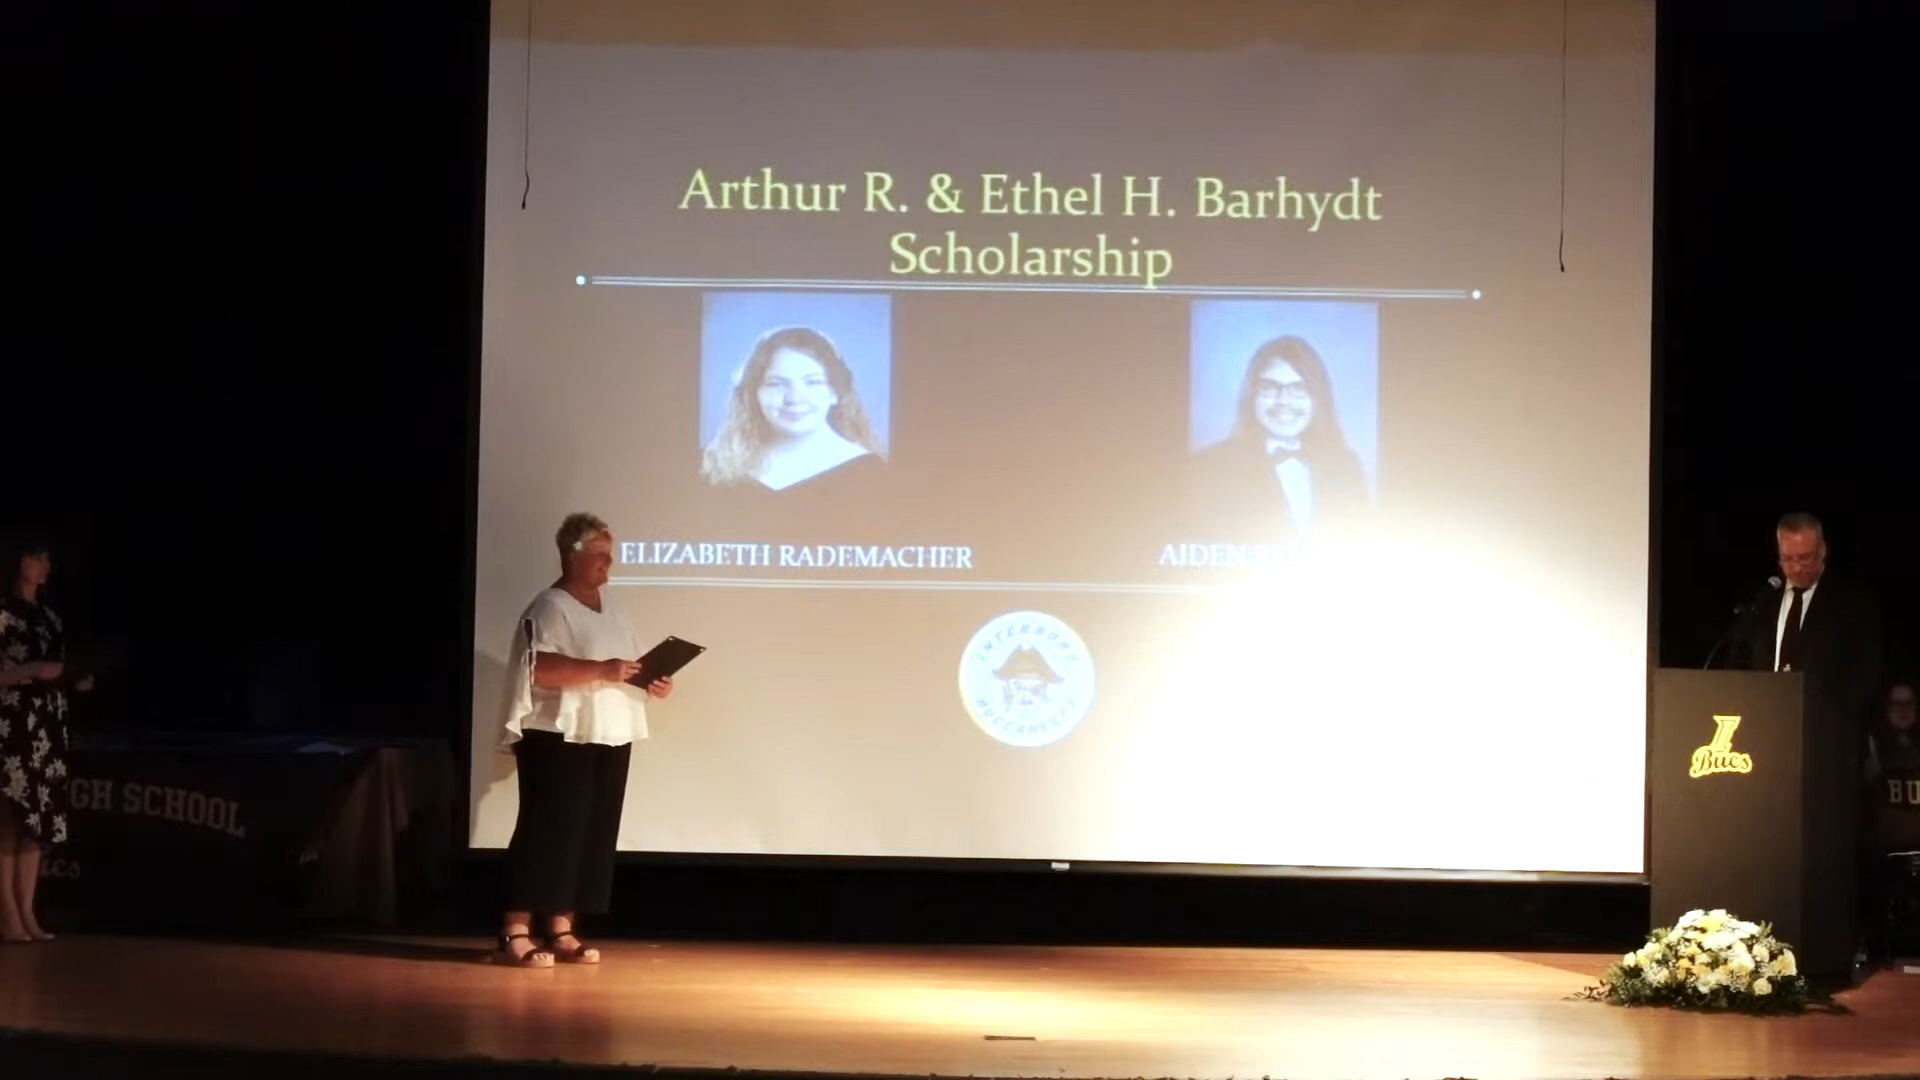 Arthur R. & Ethel H. Barhydt
Scholarship
ELIZABETH RADEMACHER
AIDEN
INTERBORO
BUCCANEERS
GH SCHOOL
I
Bucs
BU